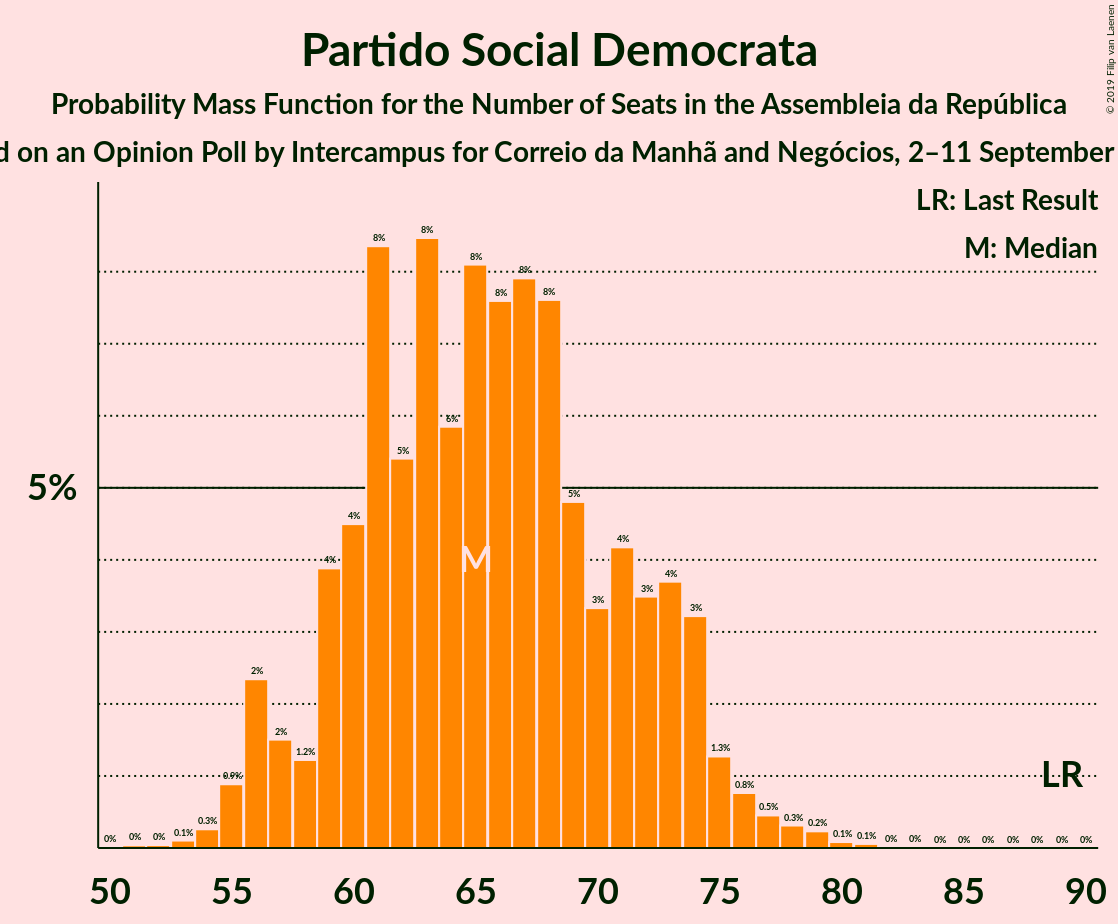 Partido Social Democrata
Probability Mass Function for the Number of Seats in the Assembleia da República
on an Opinion Poll by Intercampus for Correio da Manhã and Negócios, 2–11 September
© 2019 Filip van Laenen
LR: Last Result
M: Median
5%
0% 0% 0% 0.1% 0.3% 0.9% 2% 2% 1.2% 4% 4% 8% 5% 8% 6% 8% 8% 8% 8% 5% 3% 4% 3% 4% 3% 1.3% 0.8% 0.5% 0.3% 0.2% 0.1% 0.1% 0% 0% 0% 0% 0% 0% 0% 0% 0%
M
LR
50 55 60 65 70 75 80 85 90